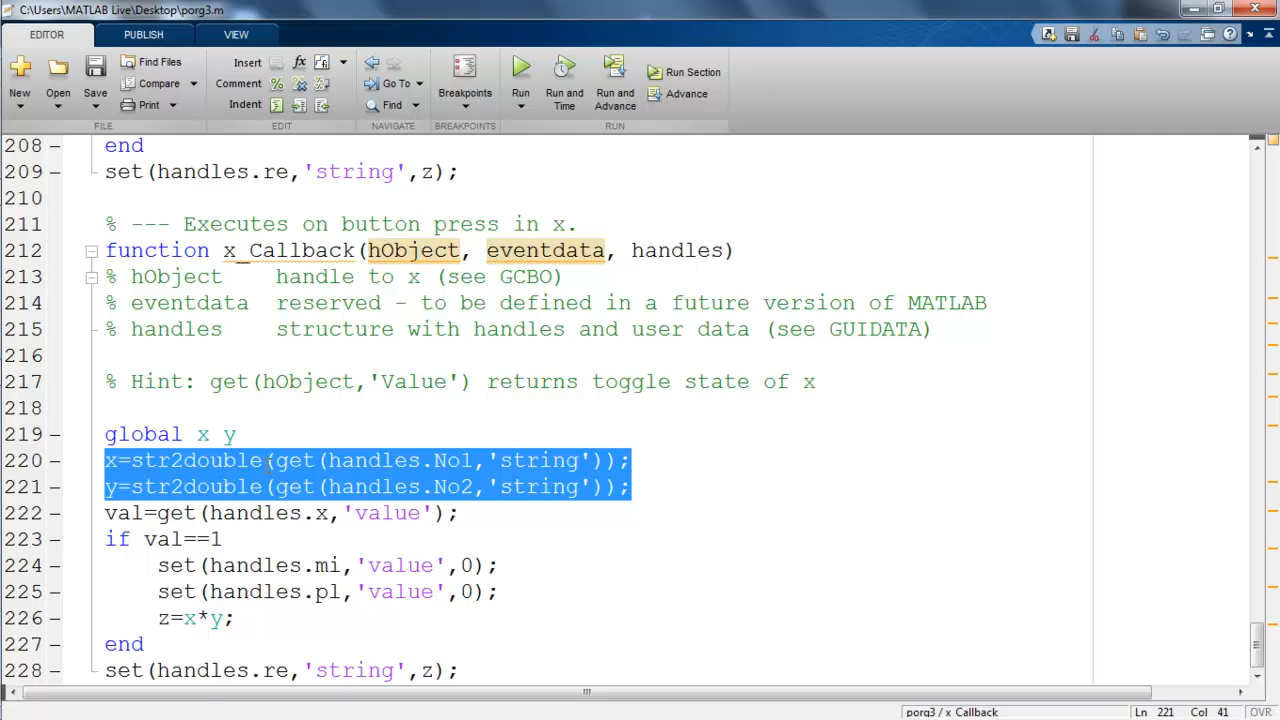 C:\Users\MATLAB Live\Desktop\porg3.m
EDITOR PUBLISH VIEW
New Open Save Find Files Compare Print
Insert Comment Indent
Go To Find
Breakpoints Run Run and Time Run and Advance Run Section Advance
FILE EDIT NAVIGATE BREAKPOINTS RUN
208 end
209 set(handles.re,'string',z);
210
211 % --- Executes on button press in x.
212 function x_Callback(hObject, eventdata, handles)
213 % hObject    handle to x (see GCBO)
214 % eventdata  reserved - to be defined in a future version of MATLAB
215 % handles    structure with handles and user data (see GUIDATA)
216
217 % Hint: get(hObject,'Value') returns toggle state of x
218
219 global x y
220 x=str2double(get(handles.No1,'string'));
221 y=str2double(get(handles.No2,'string'));
222 val=get(handles.x,'value');
223 if val==1
224     set(handles.mi,'value',0);
225     set(handles.pl,'value',0);
226     z=x*y;
227 end
228 set(handles.re,'string',z);
porg3 / x Callback Ln 221 Col 41 OVR